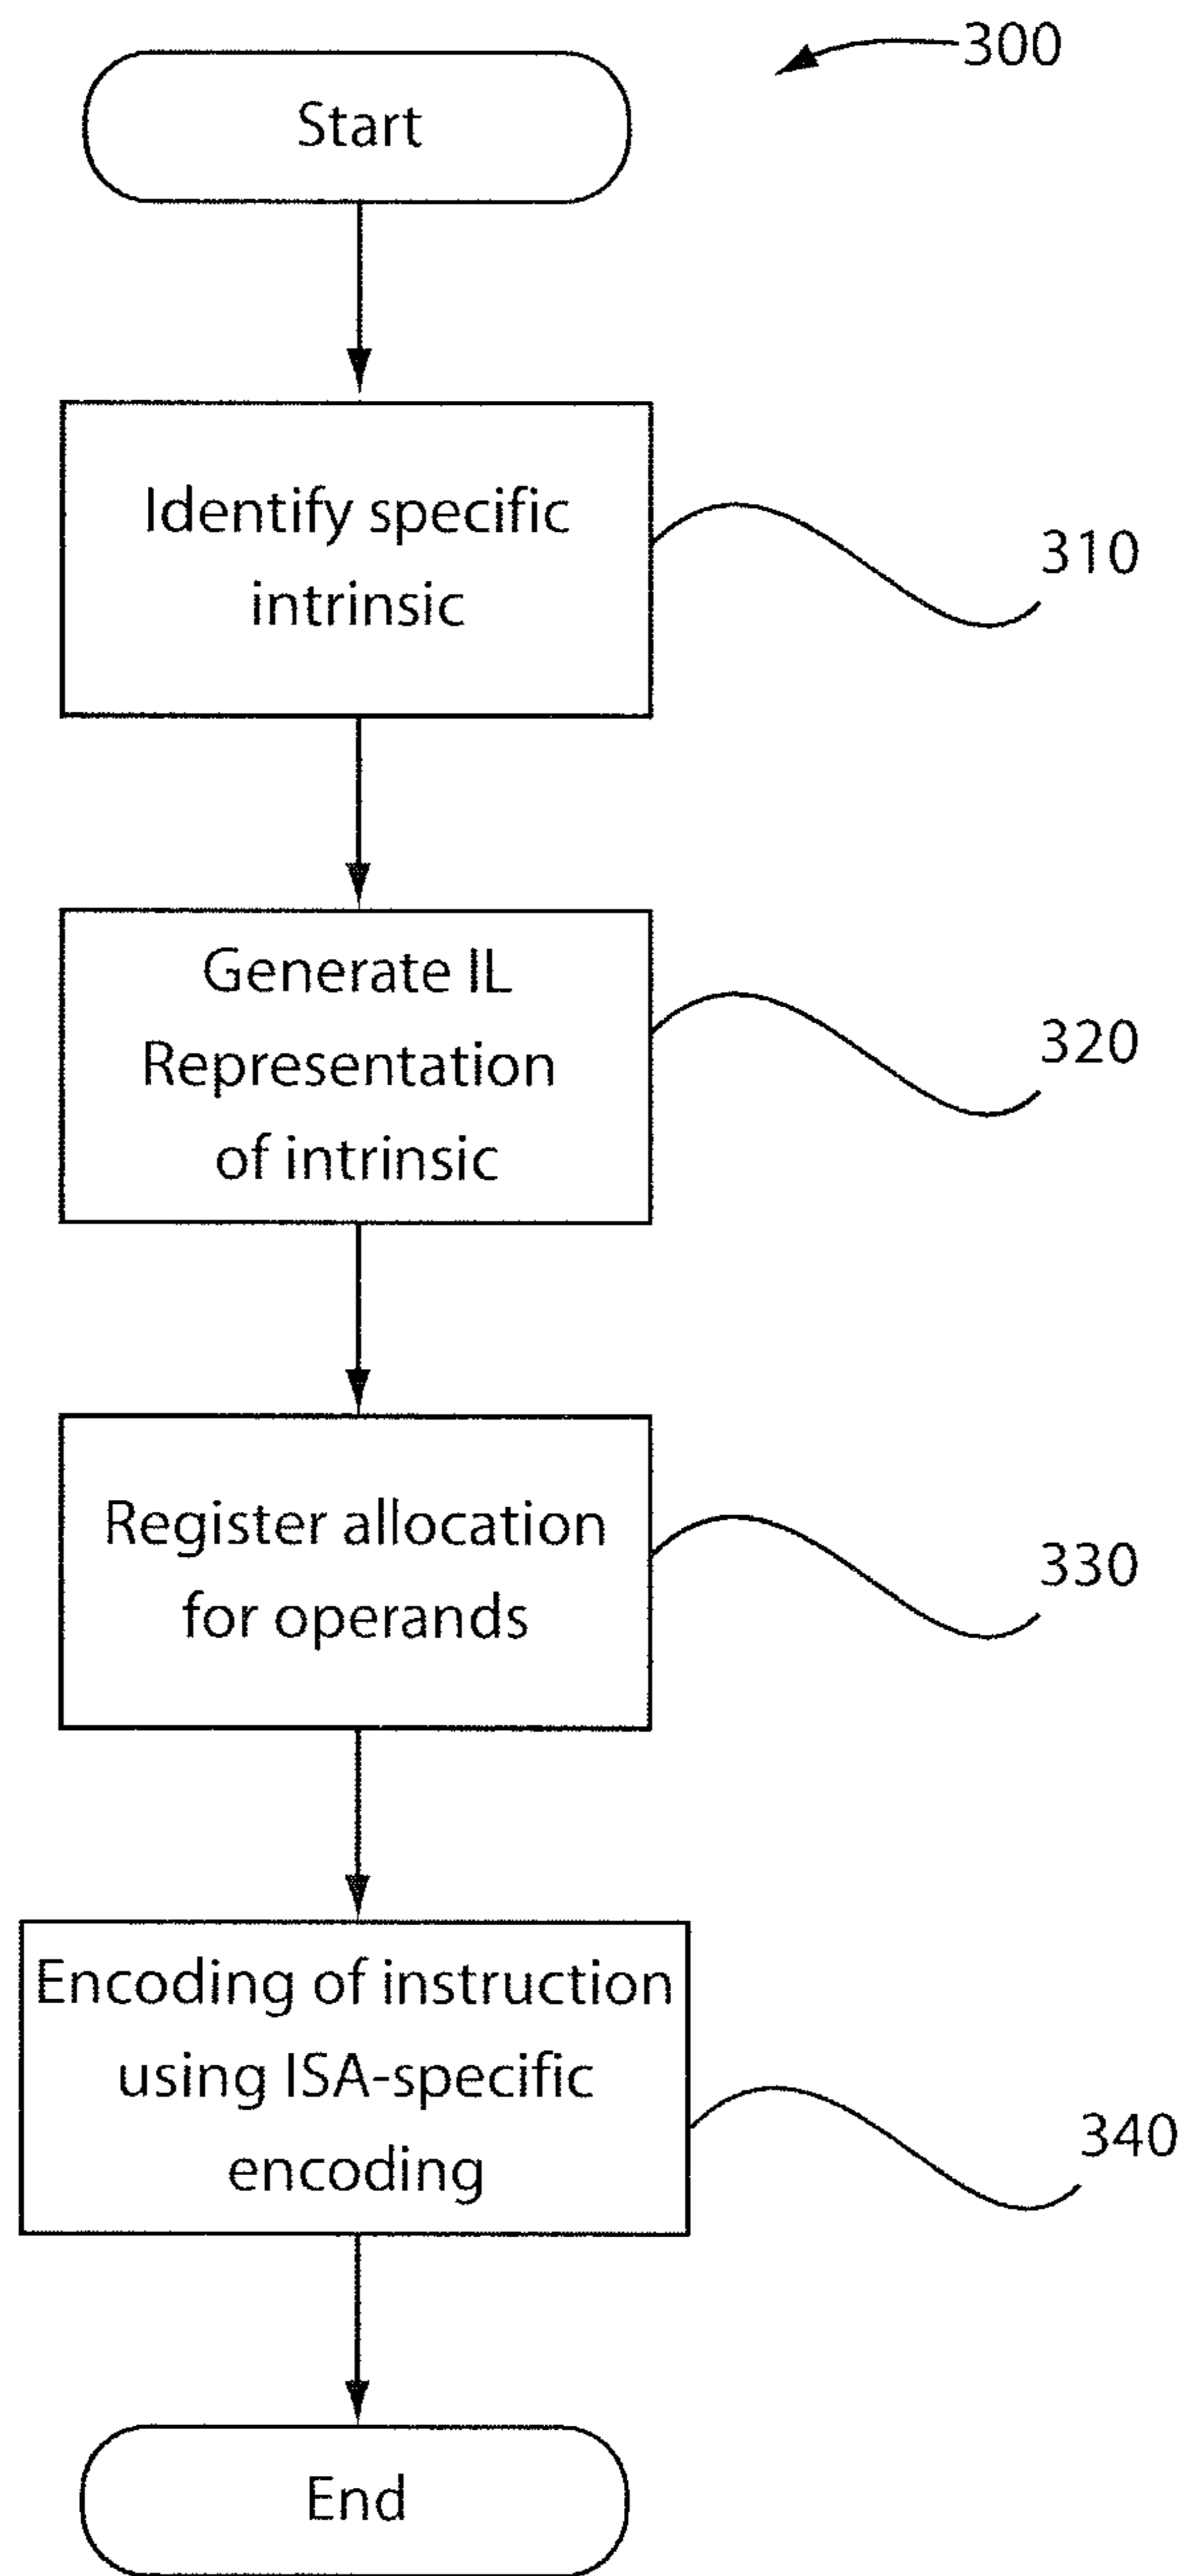 300
Start
Identify specific
intrinsic
310
Generate IL
Representation
of intrinsic
320
Register allocation
for operands
330
Encoding of instruction
using ISA-specific
encoding
340
End